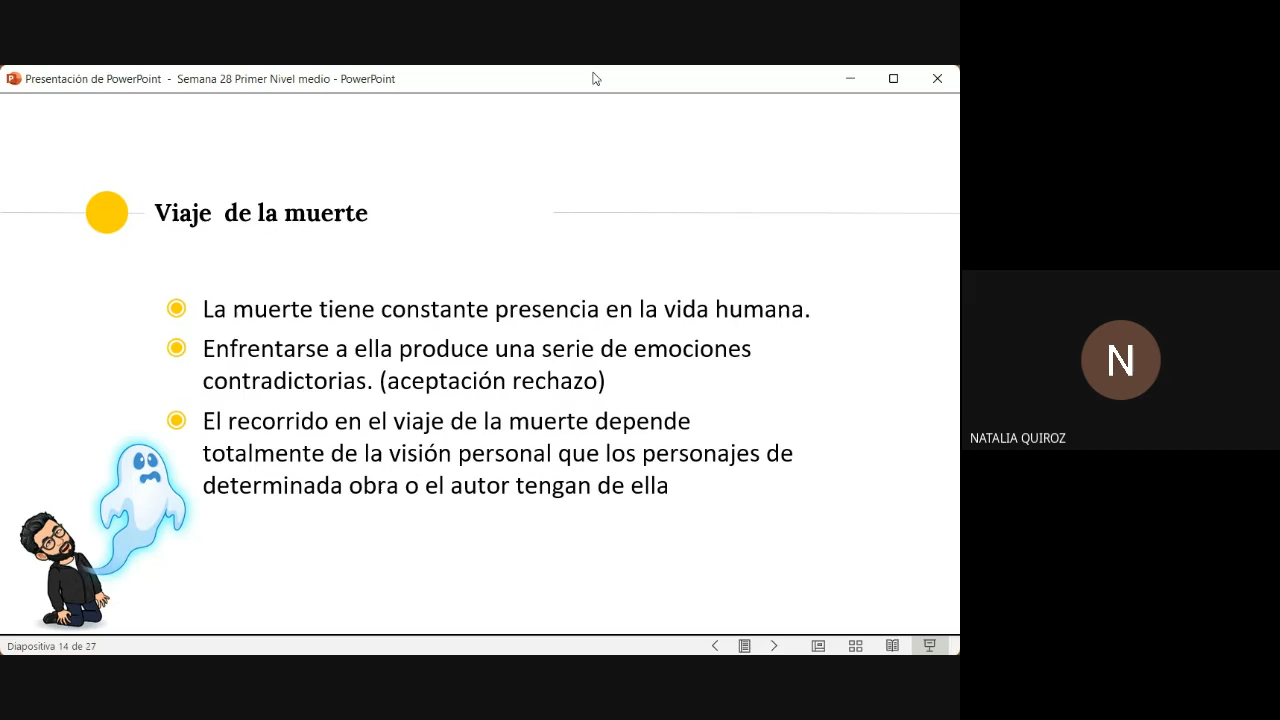 Presentación de PowerPoint - Semana 28 Primer Nivel medio - PowerPoint
Viaje de la muerte
La muerte tiene constante presencia en la vida humana.
Enfrentarse a ella produce una serie de emociones
contradictorias. (aceptación rechazo)
El recorrido en el viaje de la muerte depende
totalmente de la visión personal que los personajes de
determinada obra o el autor tengan de ella
N
NATALIA QUIROZ
Diapositiva 14 de 27